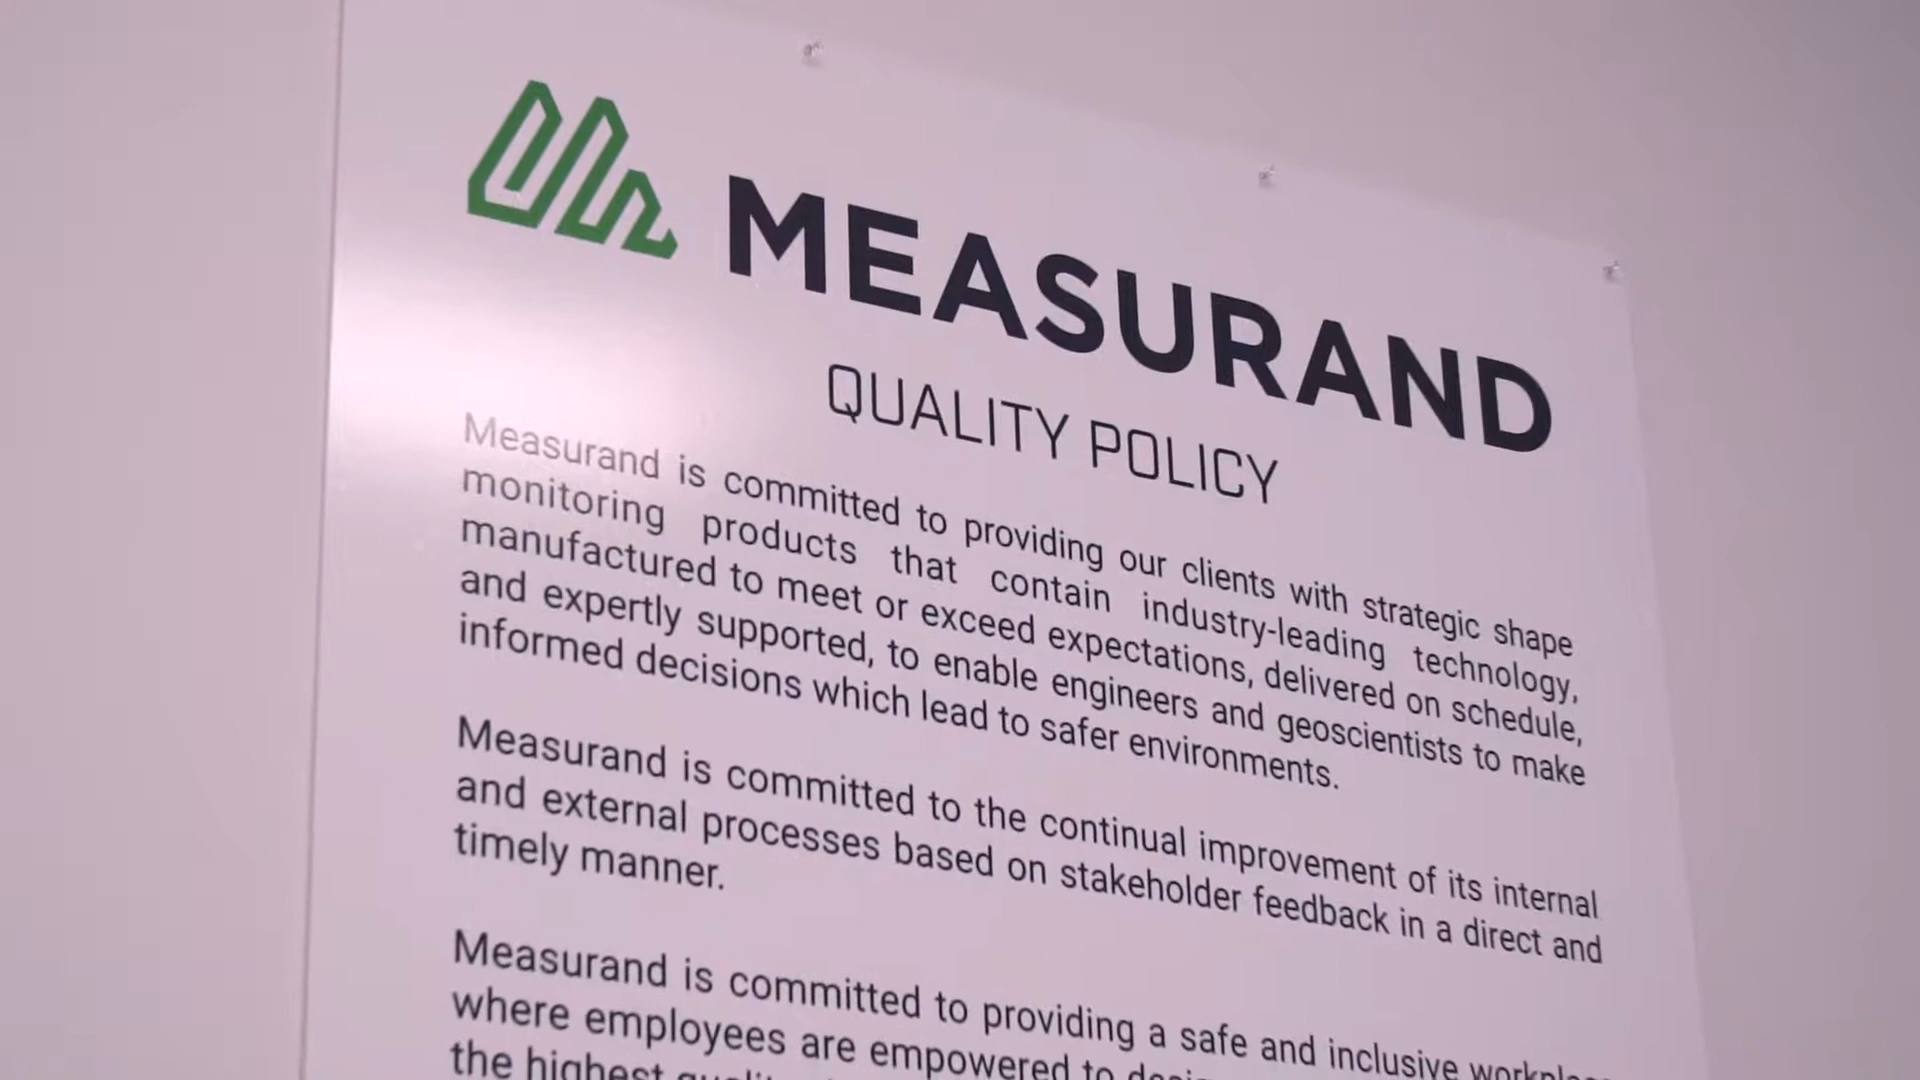 MEASURAND
QUALITY POLICY
Measurand is committed to providing our clients with strategic shape
monitoring products that contain industry-leading technology,
manufactured to meet or exceed expectations, delivered on schedule,
and expertly supported, to enable engineers and geoscientists to make
informed decisions which lead to safer environments.
Measurand is committed to the continual improvement of its internal
and external processes based on stakeholder feedback in a direct and
timely manner.
Measurand is committed to providing a safe and inclusive
where employees are empowered to
the highest